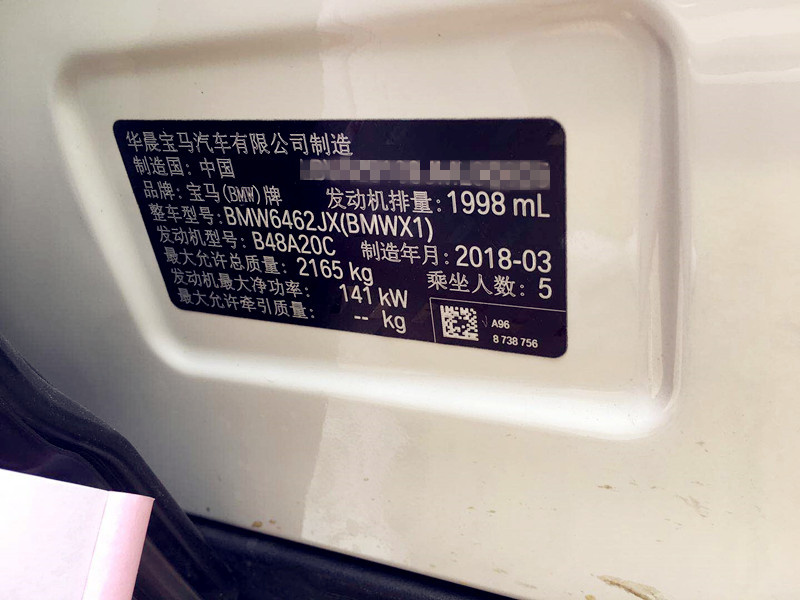 华晨宝马汽车有限公司制造
制造国: 中国
品牌: 宝马(BMW)牌 发动机排量: 1998 mL
整车型号: BMW6462JX(BMWX1)
发动机型号: B48A20C 制造年月: 2018-03
最大允许总质量: 2165 kg 乘坐人数: 5
发动机最大净功率: 141 kW
最大允许牵引质量: -- kg
A96
8 738 756